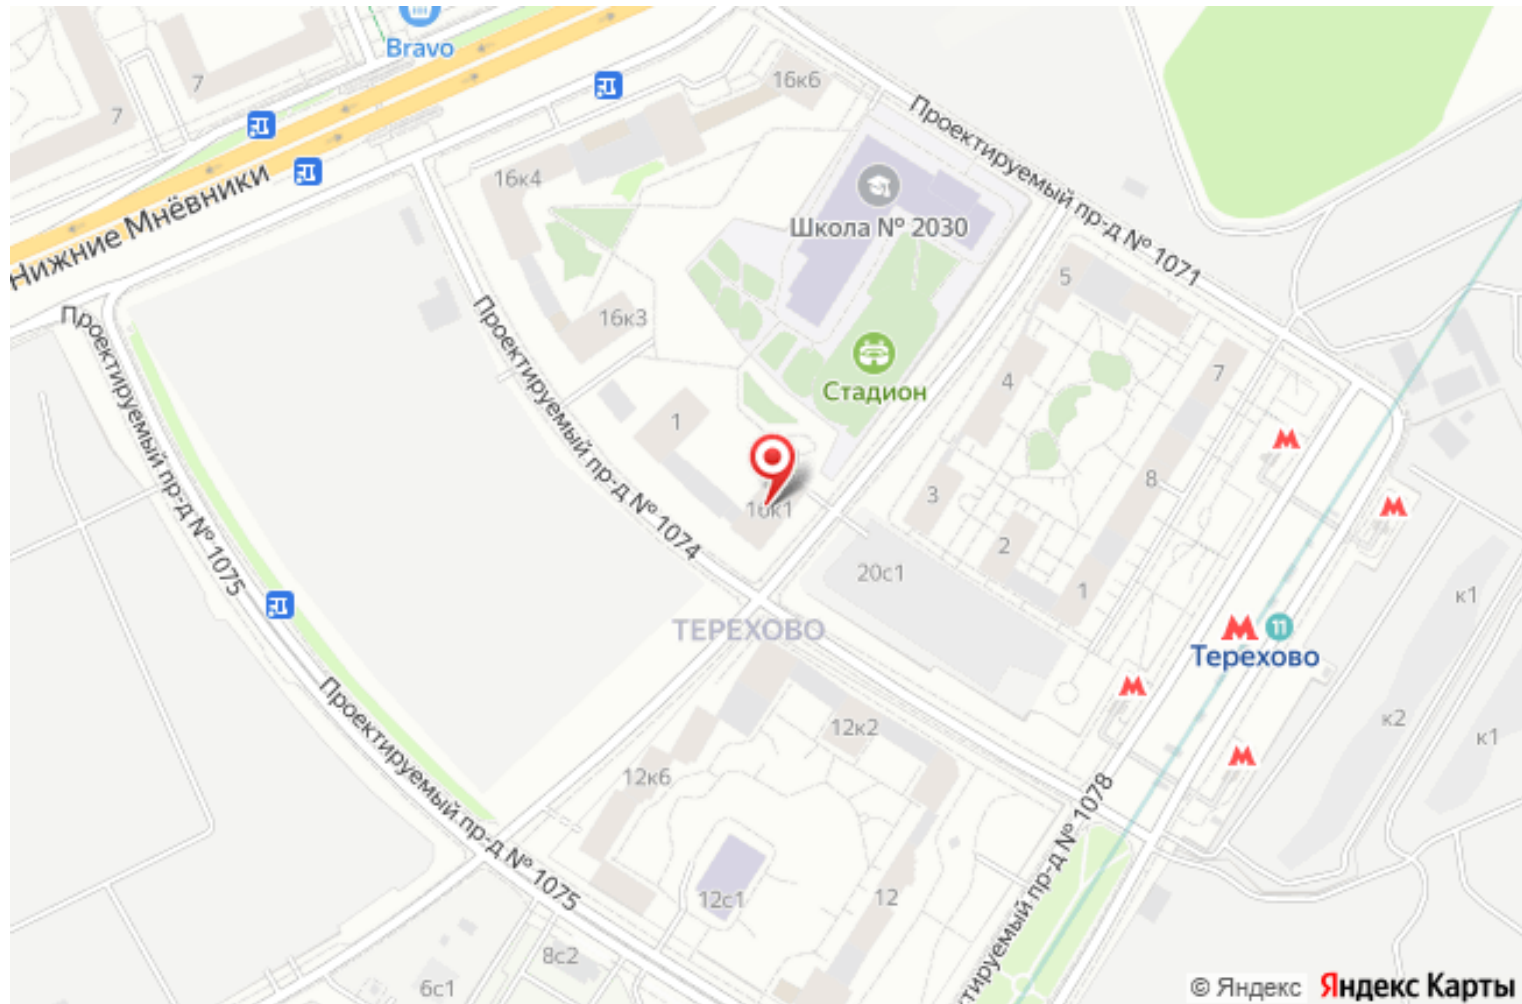 Bravo
7
7
16к6
Проектируемый пр-д № 1071
16к4
Нижние Мнёвники
Школа № 2030
5
Проектируемый пр-д № 1075
Проектируемый пр-д № 1074
16к3
7
4
Стадион
1
8
3
16к1
2
20с1
1
к1
ТЕРЕХОВО
11
Терехово
12к2
к2
к1
12к6
Проектируемый пр-д № 1075
тируемый пр-д № 1078
12с1
12
8с2
6с1
© Яндекс Яндекс Карты